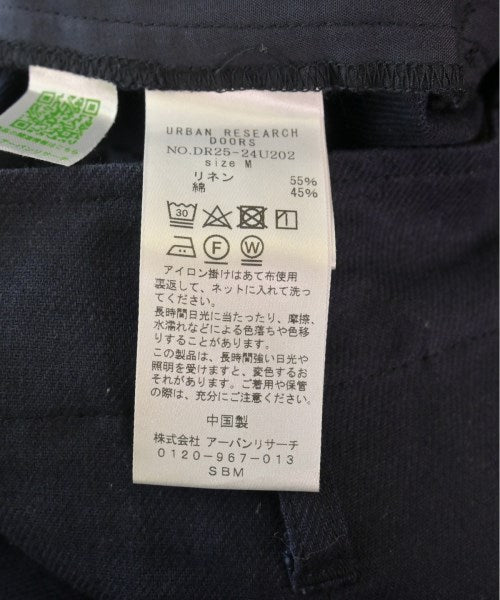 URBAN RESEARCH
DOORS
NO.DR25-24U202
size M
リネン 55%
綿 45%
30
F W
アイロン掛けはあて布使用
裏返して、ネットに入れて洗っ
てください。
長時間日光に当たったり、摩擦、
水濡れなどによる色落ちや色移
りすることがあります。
この製品は、長時間強い日光や
照明を受けますと、変色するお
それがあります。ご着用や保管
の際は、充分にご注意ください。
中国製
株式会社 アーバンリサーチ
0120-967-013
SBM